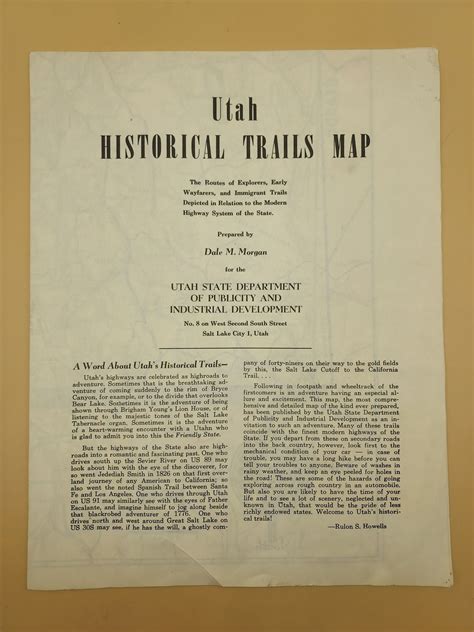 Utah
HISTORICAL TRAILS MAP
The Routes of Explorers, Early
Wayfarers, and Immigrant Trails
Depicted in Relation to the Modern
Highway System of the State.
Prepared by
Dale M. Morgan
for the
UTAH STATE DEPARTMENT
OF PUBLICITY AND
INDUSTRIAL DEVELOPMENT
No. 8 on West Second South Street
Salt Lake City 1, Utah
A Word About Utah's Historical Trails—
Utah's highways are celebrated as highroads to
adventure. Sometimes that is the breathtaking ad-
venture of coming suddenly to the rim of Bryce
Canyon, for example, or to the divide that overlooks
Bear Lake. Sometimes it is the adventure of being
shown through Brigham Young's Lion House, or of
listening to the majestic tones of the Salt Lake
Tabernacle organ. Sometimes it is the adventure
of a heart-warming encounter with a Utahn who
is glad to admit you into this the Friendly State.
But the highways of the State also are high-
roads into a romantic and fascinating past. One who
drives south up the Sevier River on US 89 may
look about him with the eye of the discoverer, for
so went Jedediah Smith in 1826 on that first over-
land journey of any American to California; so
also went the noted Spanish Trail between Santa
Fe and Los Angeles. One who drives through Utah
on US 91 may similarly see with the eyes of Father
Escalante, and imagine himself to jog along beside
that blackrobed adventurer of 1776. One who
drives north and west around Great Salt Lake on
US 30S may see, if he has the will, a ghostly com-
pany of forty-niners on their way to the gold fields
by this, the Salt Lake Cutoff to the California
Trail. . .
Following in footpath and wheeltrack of the
firstcomers is an adventure having an especial al-
lure and excitement. This map, the most compre-
hensive and detailed map of the kind ever prepared,
has been published by the Utah State Department
of Publicity and Industrial Development as an in-
vitation to such an adventure. Many of these trails
coincide with the finest modern highways of the
State. If you depart from these on secondary roads
into the back country, however, look first to the
mechanical condition of your car — in case of
trouble, you may have a long hike before you can
tell your troubles to anyone. Beware of washes in
rainy weather, and keep an eye peeled for holes in
the road! These are some of the hazards of going
exploring across rough country in an automobile.
But also you are likely to have the time of your
life and to see a lot of scenery, neglected and un-
known in Utah, that would be the pride of less
richly endowed states. Welcome to Utah's histori-
cal trails!
—Rulon S. Howells